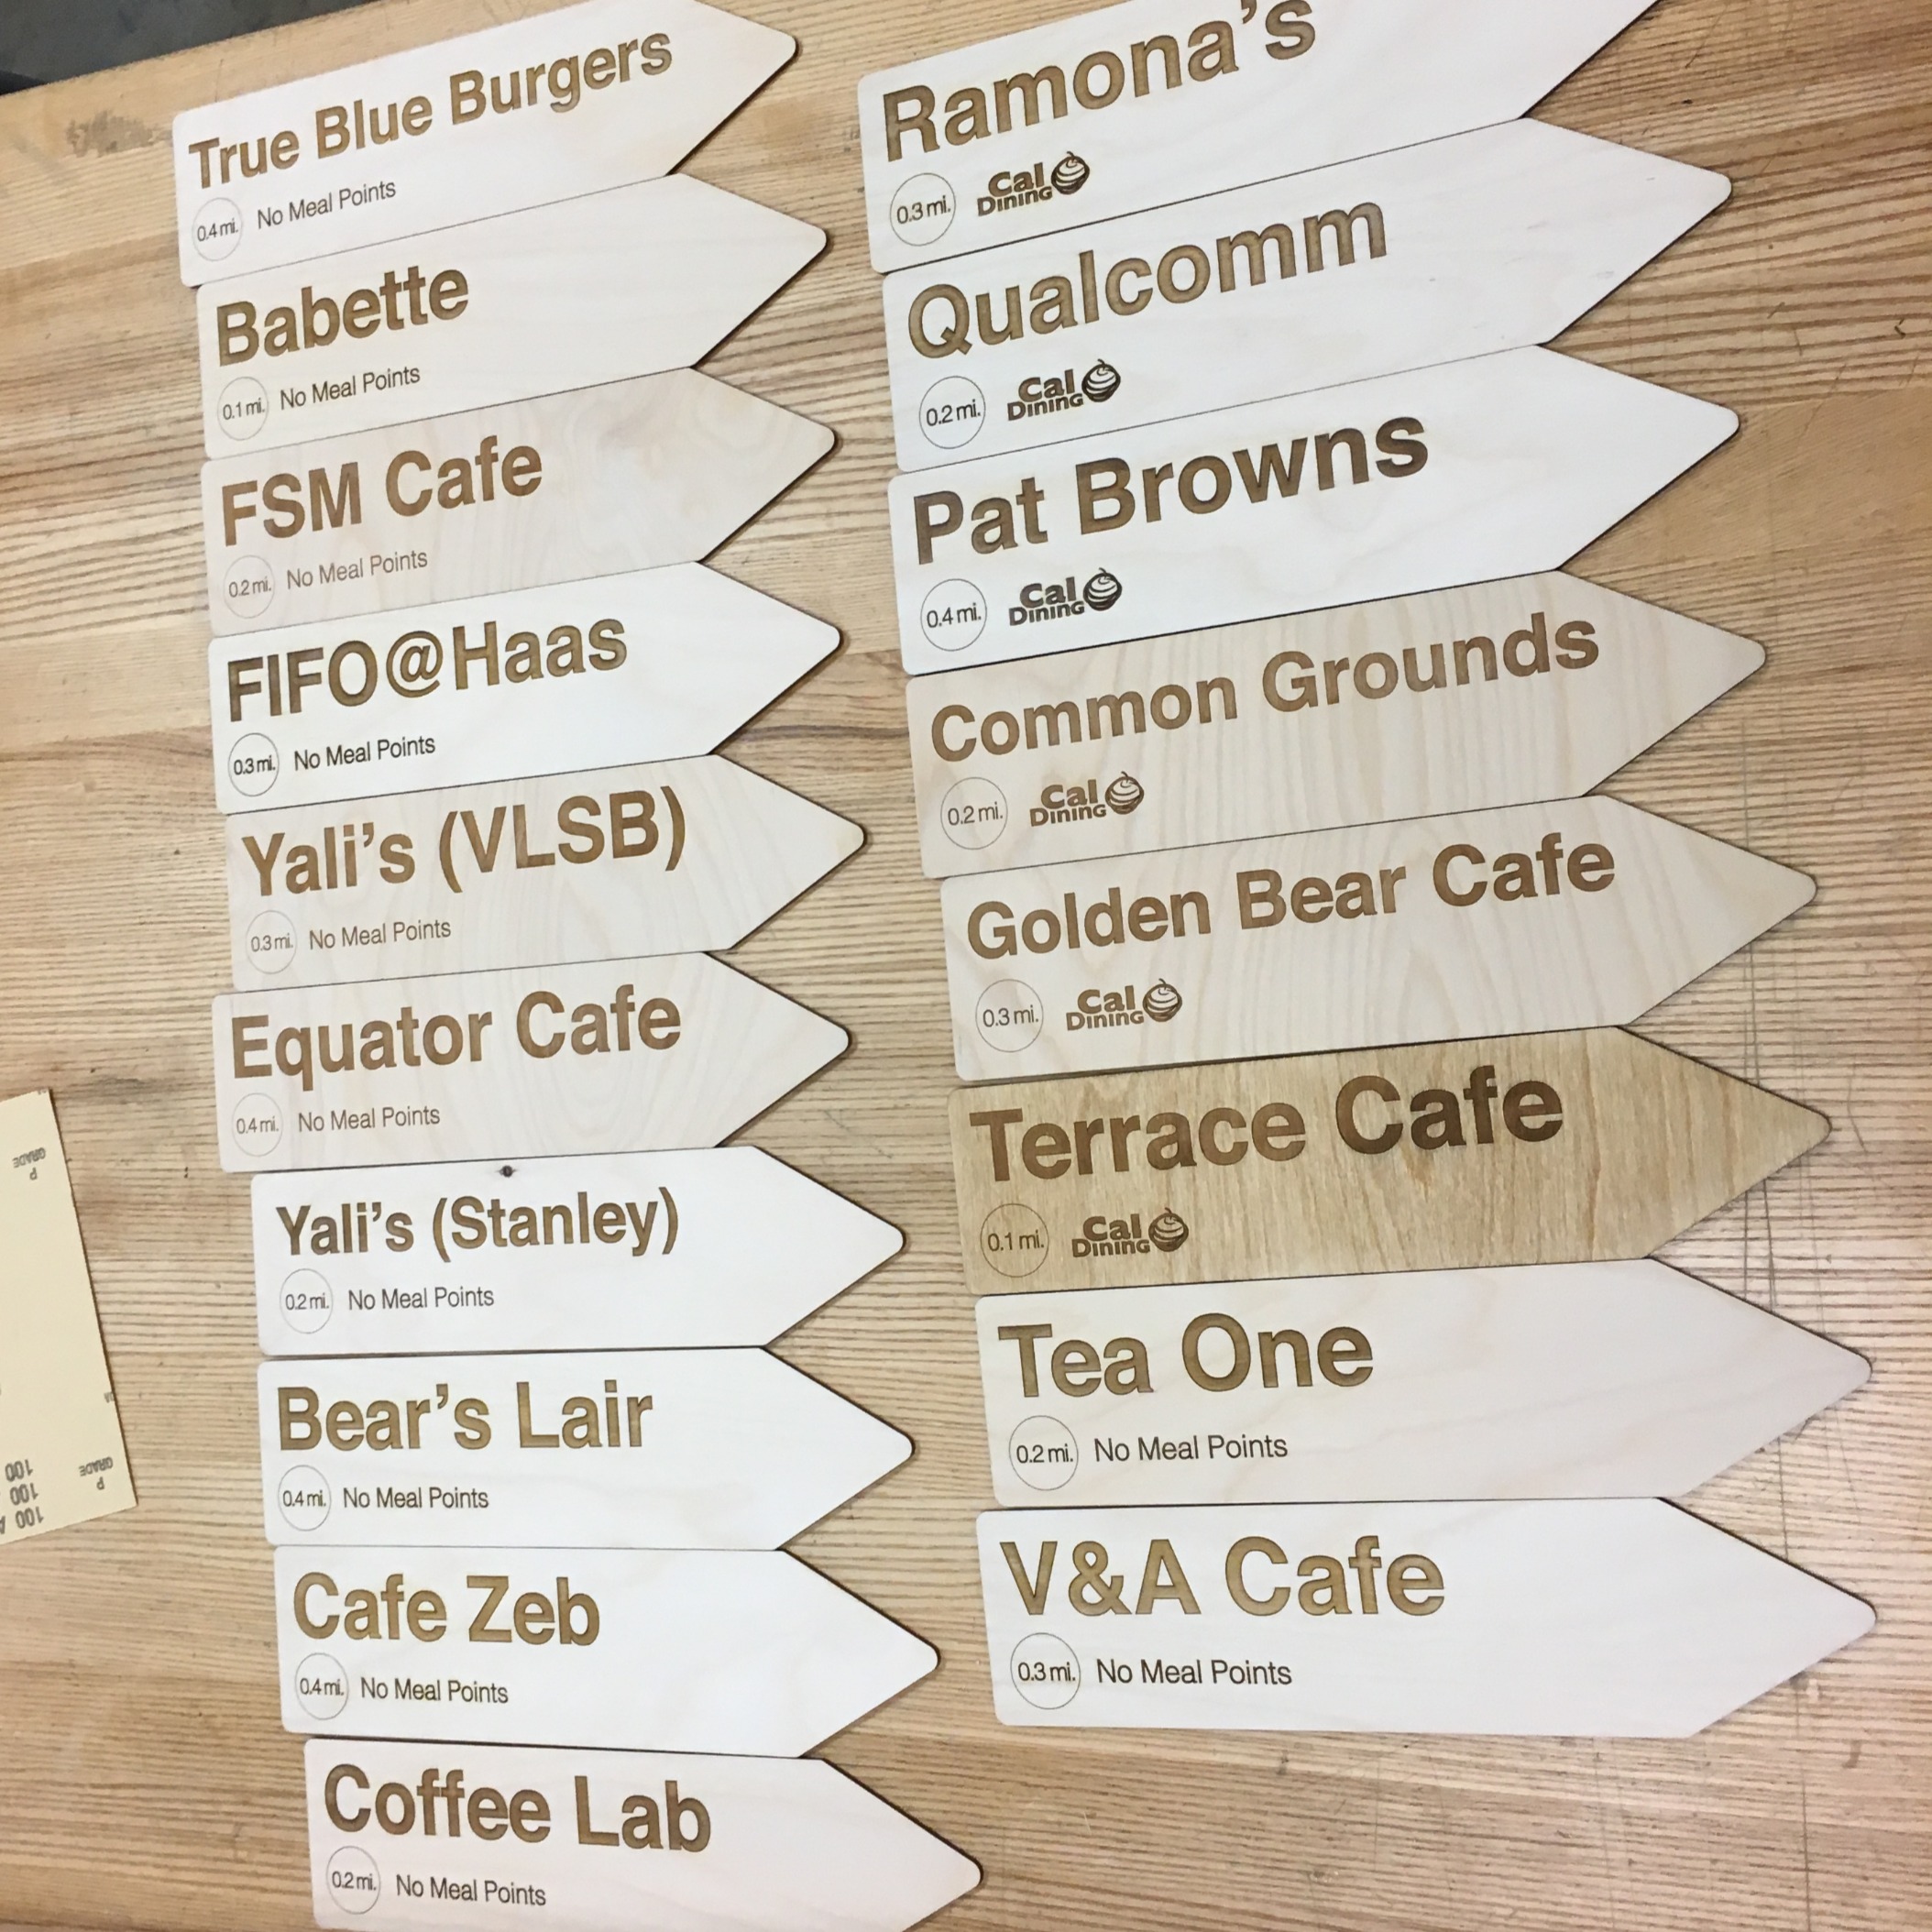 True Blue Burgers
0.4 mi. No Meal Points
Babette
0.1 mi. No Meal Points
FSM Cafe
0.2 mi. No Meal Points
FIFO@Haas
0.3 mi. No Meal Points
Yali's (VLSB)
0.3 mi. No Meal Points
Equator Cafe
0.4 mi. No Meal Points
Yali's (Stanley)
0.2 mi. No Meal Points
Bear's Lair
0.4 mi. No Meal Points
Cafe Zeb
0.4 mi. No Meal Points
Coffee Lab
0.2 mi. No Meal Points
Ramona's
0.3 mi. Cal Dining
Qualcomm
0.2 mi. Cal Dining
Pat Browns
0.4 mi. Cal Dining
Common Grounds
0.2 mi. Cal Dining
Golden Bear Cafe
0.3 mi. Cal Dining
Terrace Cafe
0.1 mi. Cal Dining
Tea One
0.2 mi. No Meal Points
V&A Cafe
0.3 mi. No Meal Points
P
GRADE
P
GRADE
100
100
100